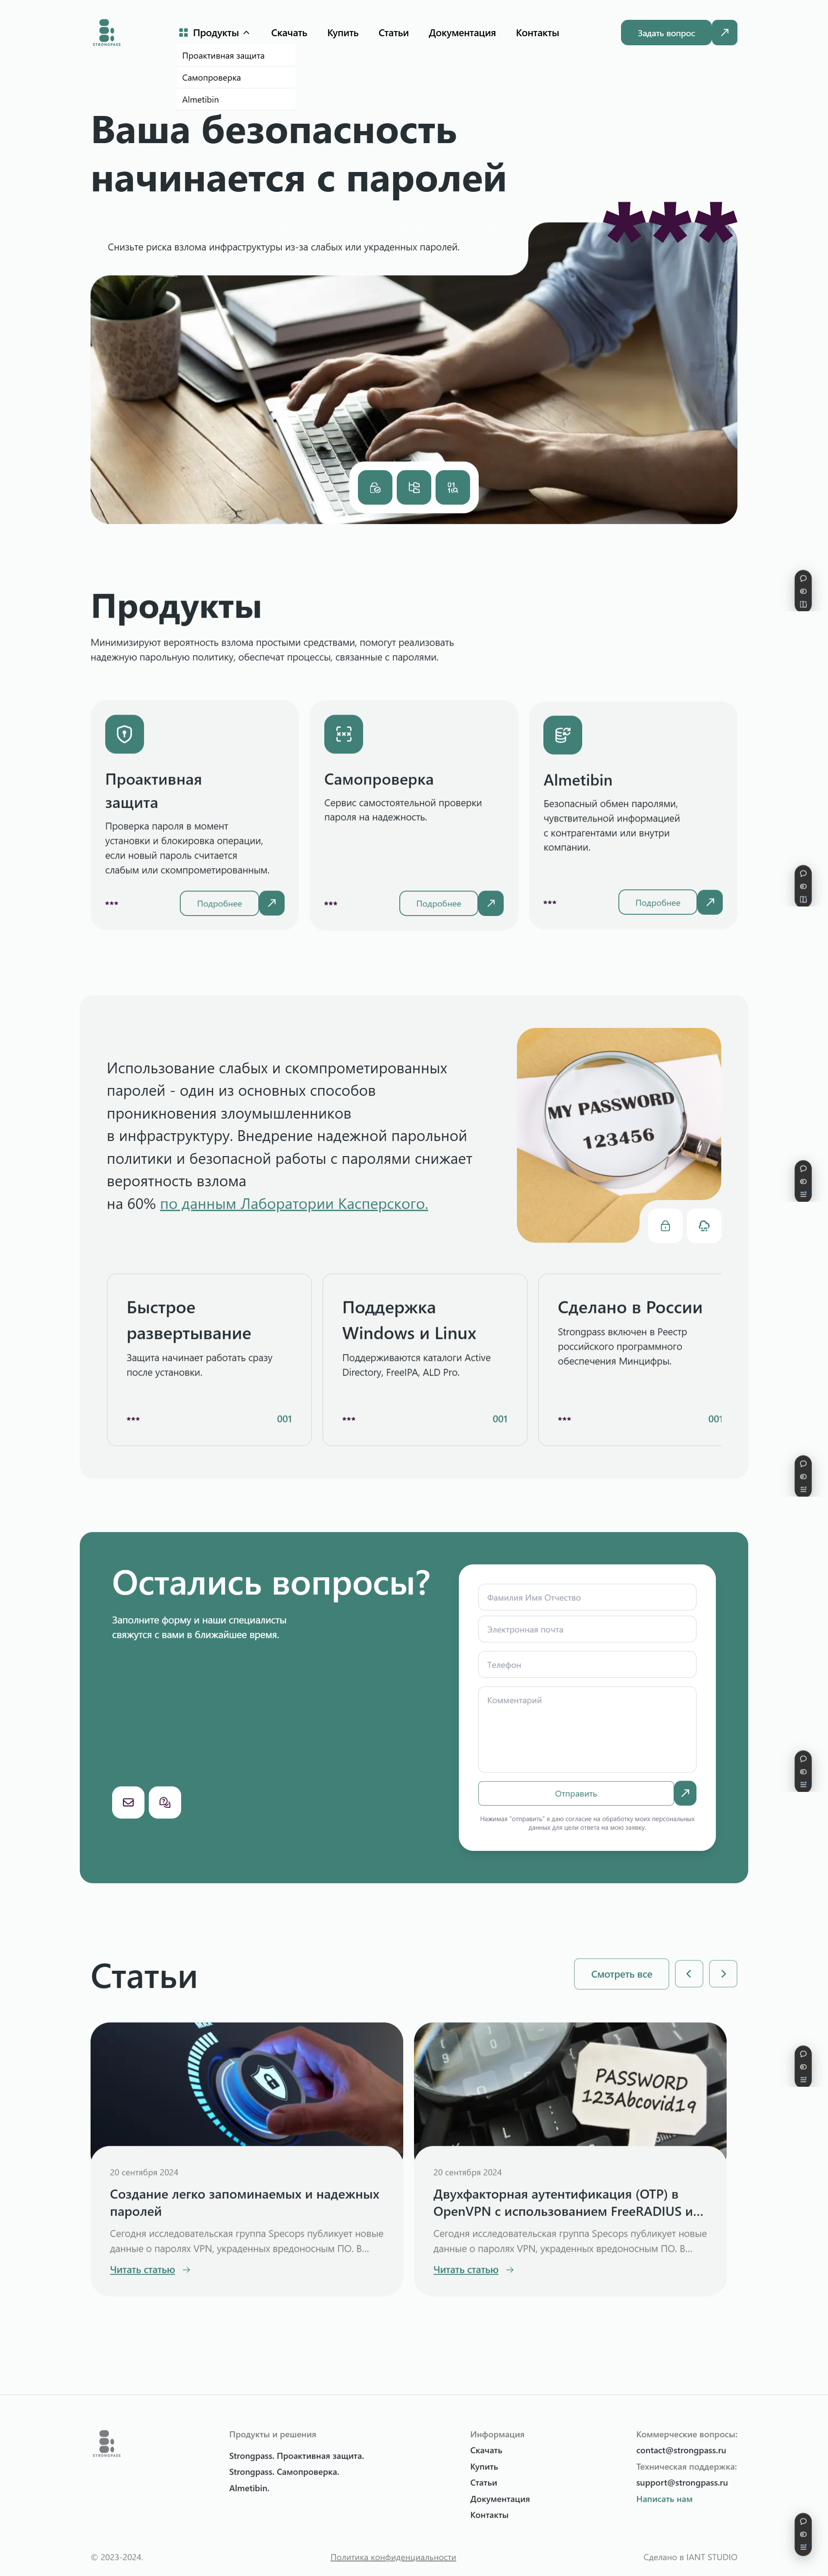 STRONGPASS
Продукты
Скачать
Купить
Статьи
Документация
Контакты
Задать вопрос
Проактивная защита
Самопроверка
Almetibin
Ваша безопасность
начинается с паролей
***
Снизьте риска взлома инфраструктуры из-за слабых или украденных паролей.
Продукты
Минимизируют вероятность взлома простыми средствами, помогут реализовать
надежную парольную политику, обеспечат процессы, связанные с паролями.
Проактивная
защита
Проверка пароля в момент
установки и блокировка операции,
если новый пароль считается
слабым или скомпрометированным.
***
Подробнее
Самопроверка
Сервис самостоятельной проверки
пароля на надежность.
***
Подробнее
Almetibin
Безопасный обмен паролями,
чувствительной информацией
с контрагентами или внутри
компании.
***
Подробнее
Использование слабых и скомпрометированных
паролей - один из основных способов
проникновения злоумышленников
в инфраструктуру. Внедрение надежной парольной
политики и безопасной работы с паролями снижает
вероятность взлома
на 60% по данным Лаборатории Касперского.
MY PASSWORD
123456
Быстрое
развертывание
Защита начинает работать сразу
после установки.
***
001
Поддержка
Windows и Linux
Поддерживаются каталоги Active
Directory, FreeIPA, ALD Pro.
***
001
Сделано в России
Strongpass включен в Реестр
российского программного
обеспечения Минцифры.
***
001
Остались вопросы?
Заполните форму и наши специалисты
свяжутся с вами в ближайшее время.
Фамилия Имя Отчество
Электронная почта
Телефон
Комментарий
Отправить
Нажимая "отправить" я даю согласие на обработку моих персональных
данных для цели ответа на мою заявку.
Статьи
Смотреть все
20 сентября 2024
Создание легко запоминаемых и надежных
паролей
Сегодня исследовательская группа Specops публикует новые
данные о паролях VPN, украденных вредоносным ПО. В...
Читать статью
PASSWORD
123Abcovid19
20 сентября 2024
Двухфакторная аутентификация (OTP) в
OpenVPN с использованием FreeRADIUS и...
Сегодня исследовательская группа Specops публикует новые
данные о паролях VPN, украденных вредоносным ПО. В...
Читать статью
STRONGPASS
Продукты и решения
Strongpass. Проактивная защита.
Strongpass. Самопроверка.
Almetibin.
Информация
Скачать
Купить
Статьи
Документация
Контакты
Коммерческие вопросы:
contact@strongpass.ru
Техническая поддержка:
support@strongpass.ru
Написать нам
© 2023-2024.
Политика конфиденциальности
Сделано в IANT STUDIO